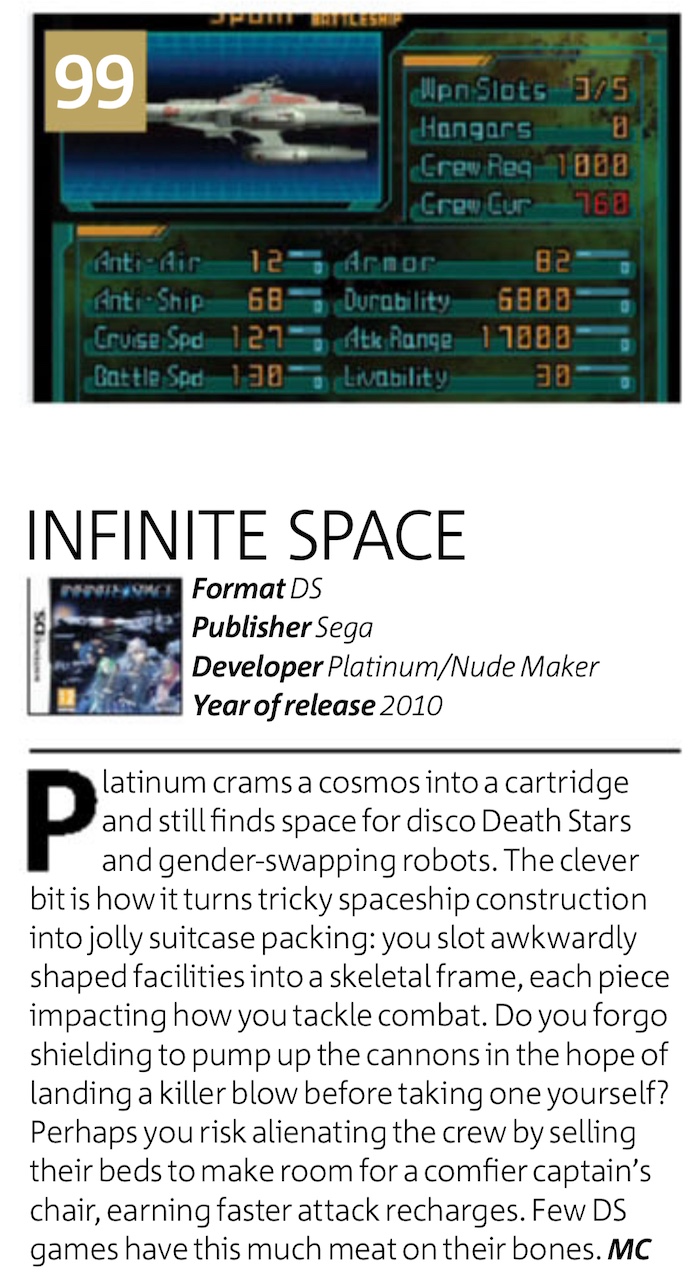 BATTLESHIP
99
Wpn Slots 3/5
Hangars 0
Crew Req 1000
Crew Cur 760
Anti-Air 12 Armor 82
Anti-Ship 68 Durability 6800
Cruise Spd 127 Atk Range 17000
Battle Spd 130 Livability 30
INFINITE SPACE
INFINITE SPACE
Format DS
Publisher Sega
Developer Platinum/Nude Maker
Year of release 2010
Platinum crams a cosmos into a cartridge
and still finds space for disco Death Stars
and gender-swapping robots. The clever
bit is how it turns tricky spaceship construction
into jolly suitcase packing: you slot awkwardly
shaped facilities into a skeletal frame, each piece
impacting how you tackle combat. Do you forgo
shielding to pump up the cannons in the hope of
landing a killer blow before taking one yourself?
Perhaps you risk alienating the crew by selling
their beds to make room for a comfier captain's
chair, earning faster attack recharges. Few DS
games have this much meat on their bones. MC